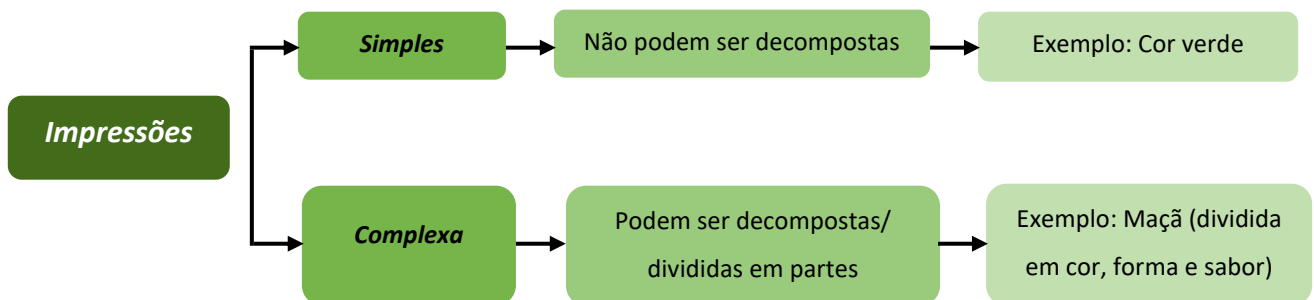 Impressões
Simples
Não podem ser decompostas
Exemplo: Cor verde
Complexa
Podem ser decompostas/
divididas em partes
Exemplo: Maçã (dividida
em cor, forma e sabor)